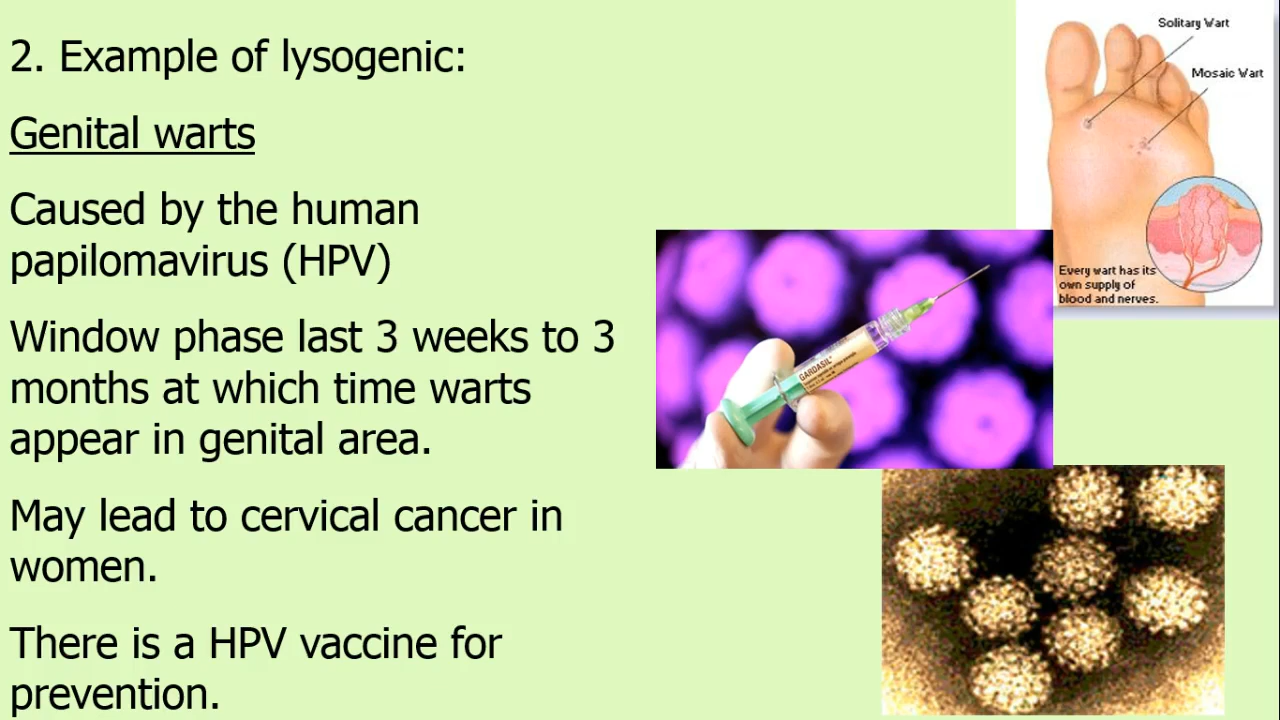 2. Example of lysogenic:
Genital warts
Caused by the human
papilomavirus (HPV)
Window phase last 3 weeks to 3
months at which time warts
appear in genital area.
May lead to cervical cancer in
women.
There is a HPV vaccine for
prevention.
Solitary Wart
Mosaic Wart
Every wart has its
own supply of
blood and nerves.
GARDASIL